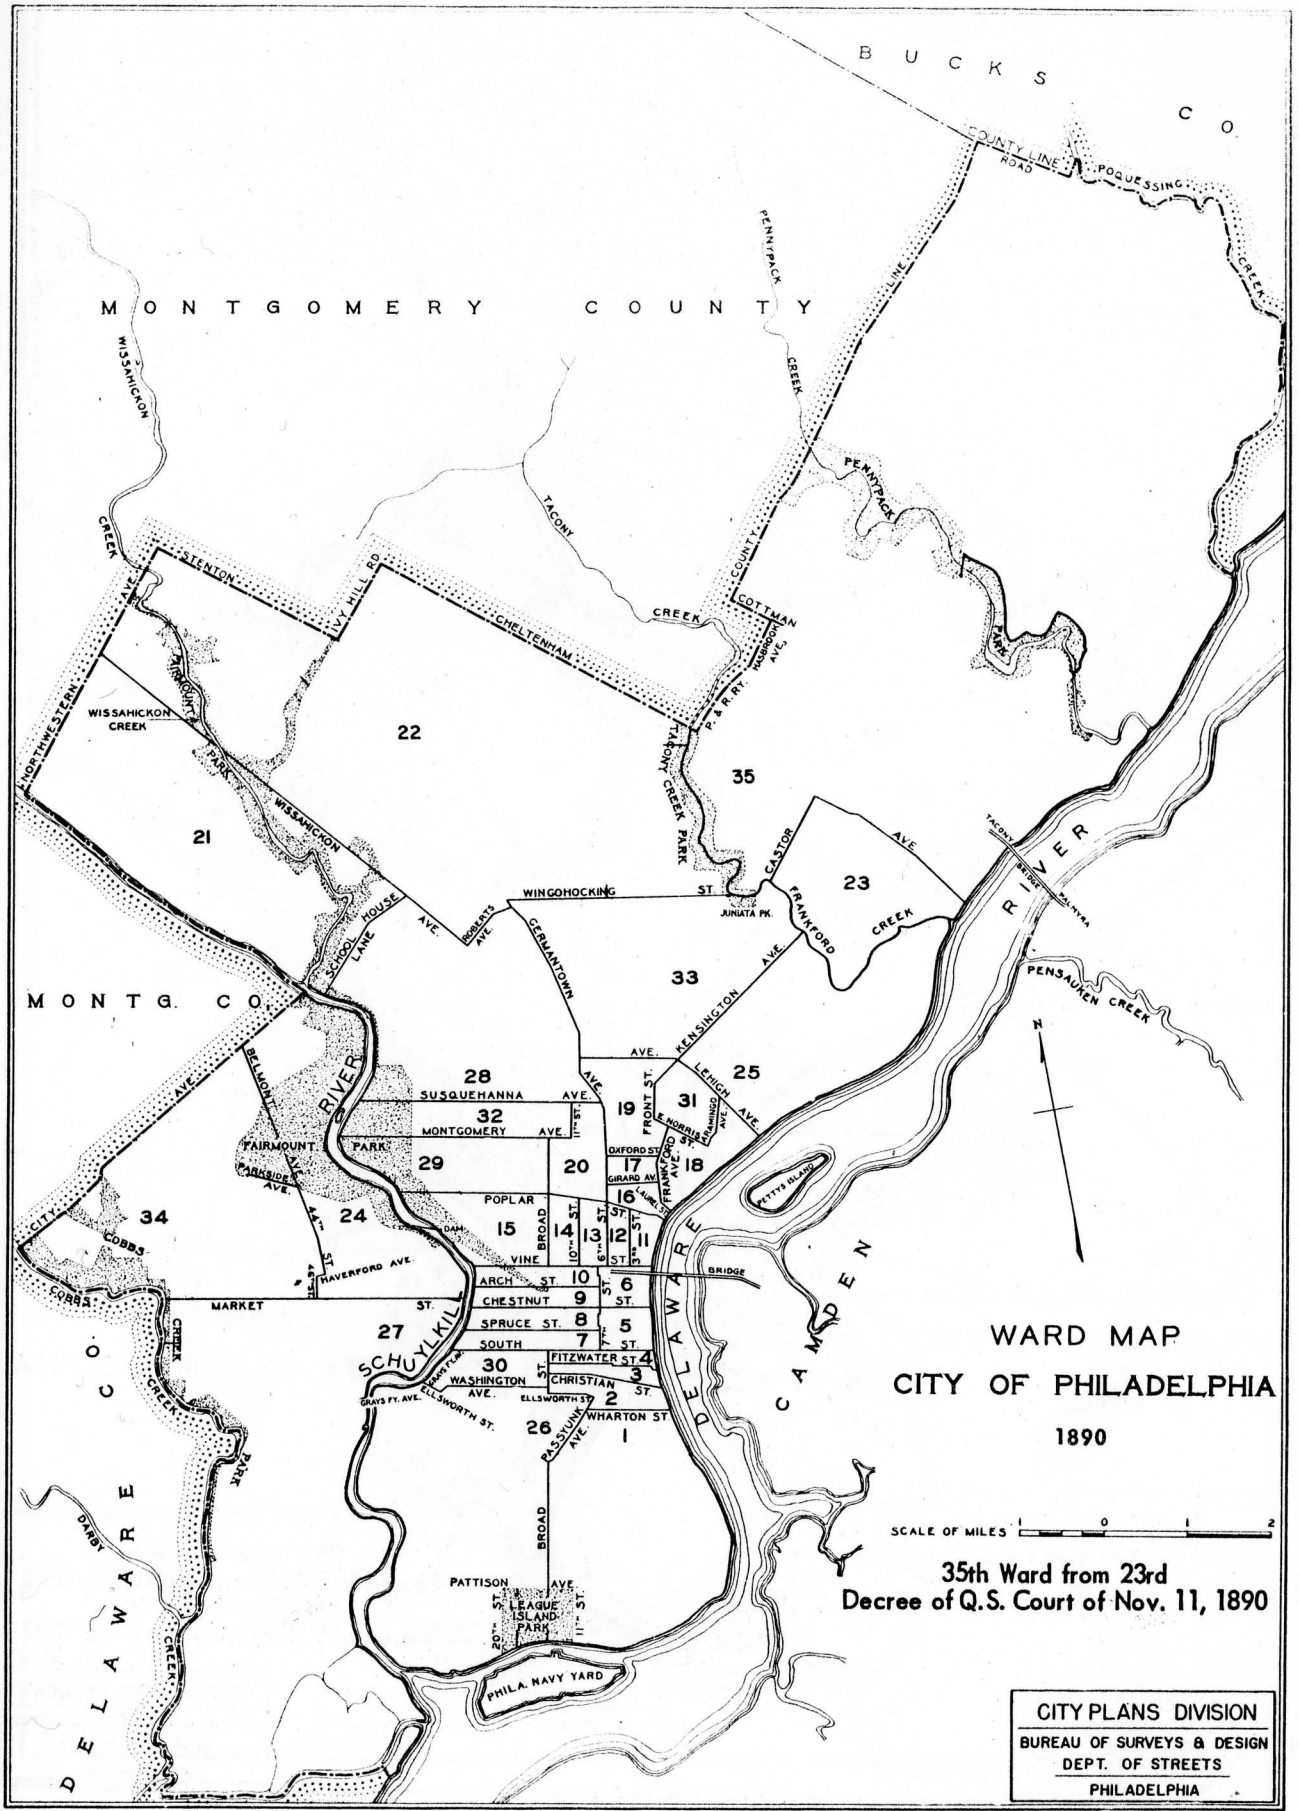 BUCKS CO.
COUNTY LINE
ROAD
POQUESSING
CREEK
PENNYPACK
CREEK
LINE
MONTGOMERY COUNTY
WISSAHICKON
CREEK
PENNYPACK
PARK
TACONY
CREEK
COUNTY
COTTMAN
HASBROOK
AVE.
P. & R. RY.
STENTON
AVE.
IVY HILL RD
CHELTENHAM
NORTHWESTERN
FAIRMOUNT
PARK
WISSAHICKON
CREEK
22
TACONY
CREEK PARK
35
21
WISSAHICKON
AVE.
CASTOR
AVE.
TACONY
BRIDGE
PALMYRA
RIVER
23
WINGOHOCKING ST.
JUNIATA PK.
FRANKFORD
CREEK
SCHOOL HOUSE
LANE
ROBERTS
AVE.
GERMANTOWN
AVE.
33
KENSINGTON
AVE.
PENSAUKEN CREEK
MONTG. CO.
N
BELMONT
AVE.
RIVER
AVE.
28
SUSQUEHANNA AVE.
32
11TH ST.
MONTGOMERY AVE.
19
FRONT ST.
31
LEHIGH
AVE.
25
E. NORRIS
ST.
ARAMINGO
AVE.
FAIRMOUNT PARK
PARKSIDE
AVE.
29
20
OXFORD ST.
17
GIRARD AV.
FRANKFORD
AVE.
18
PETTYS ISLAND
CITY
AVE.
34
COBBS
24
44TH
ST.
46TH ST.
POPLAR
ST.
16
LAUREL ST.
DAM
15
BROAD
14
10TH ST.
13
6TH ST.
12
3RD ST.
11
VINE
ST.
HAVERFORD AVE.
ARCH ST.
10
6
ST.
BRIDGE
DELAWARE
CAMDEN
COBBS
CREEK
MARKET ST.
CHESTNUT
9
ST.
SCHUYLKILL
27
SPRUCE ST.
8
5
7TH
SOUTH
7
ST.
FITZWATER ST.
4
30
GRAYS FY. AV.
WASHINGTON
AVE.
ST.
CHRISTIAN
ST.
3
GRAYS FY. AVE.
ELLSWORTH ST.
ELLSWORTH ST.
2
WHARTON ST.
1
26
PASSYUNK
AVE.
BROAD
CREEK
PARK
WARD MAP
CITY OF PHILADELPHIA
1890
SCALE OF MILES 1 0 1 2
35th Ward from 23rd
Decree of Q.S. Court of Nov. 11, 1890
DELAWARE CO.
DARBY
CREEK
PATTISON AVE.
20TH ST.
LEAGUE
ISLAND
PARK
11TH ST.
PHILA. NAVY YARD
CITY PLANS DIVISION
BUREAU OF SURVEYS & DESIGN
DEPT. OF STREETS
PHILADELPHIA